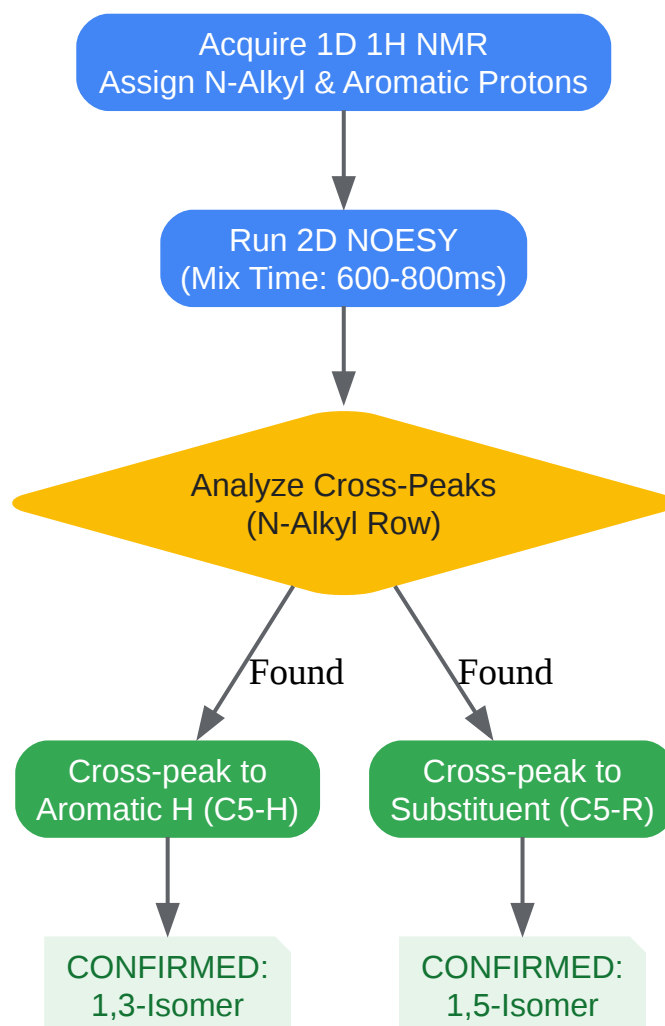 Acquire 1D 1H NMR
Assign N-Alkyl & Aromatic Protons
Run 2D NOESY
(Mix Time: 600-800ms)
Analyze Cross-Peaks
(N-Alkyl Row)
Found
Found
Cross-peak to
Aromatic H (C5-H)
Cross-peak to
Substituent (C5-R)
CONFIRMED:
1,3-Isomer
CONFIRMED:
1,5-Isomer